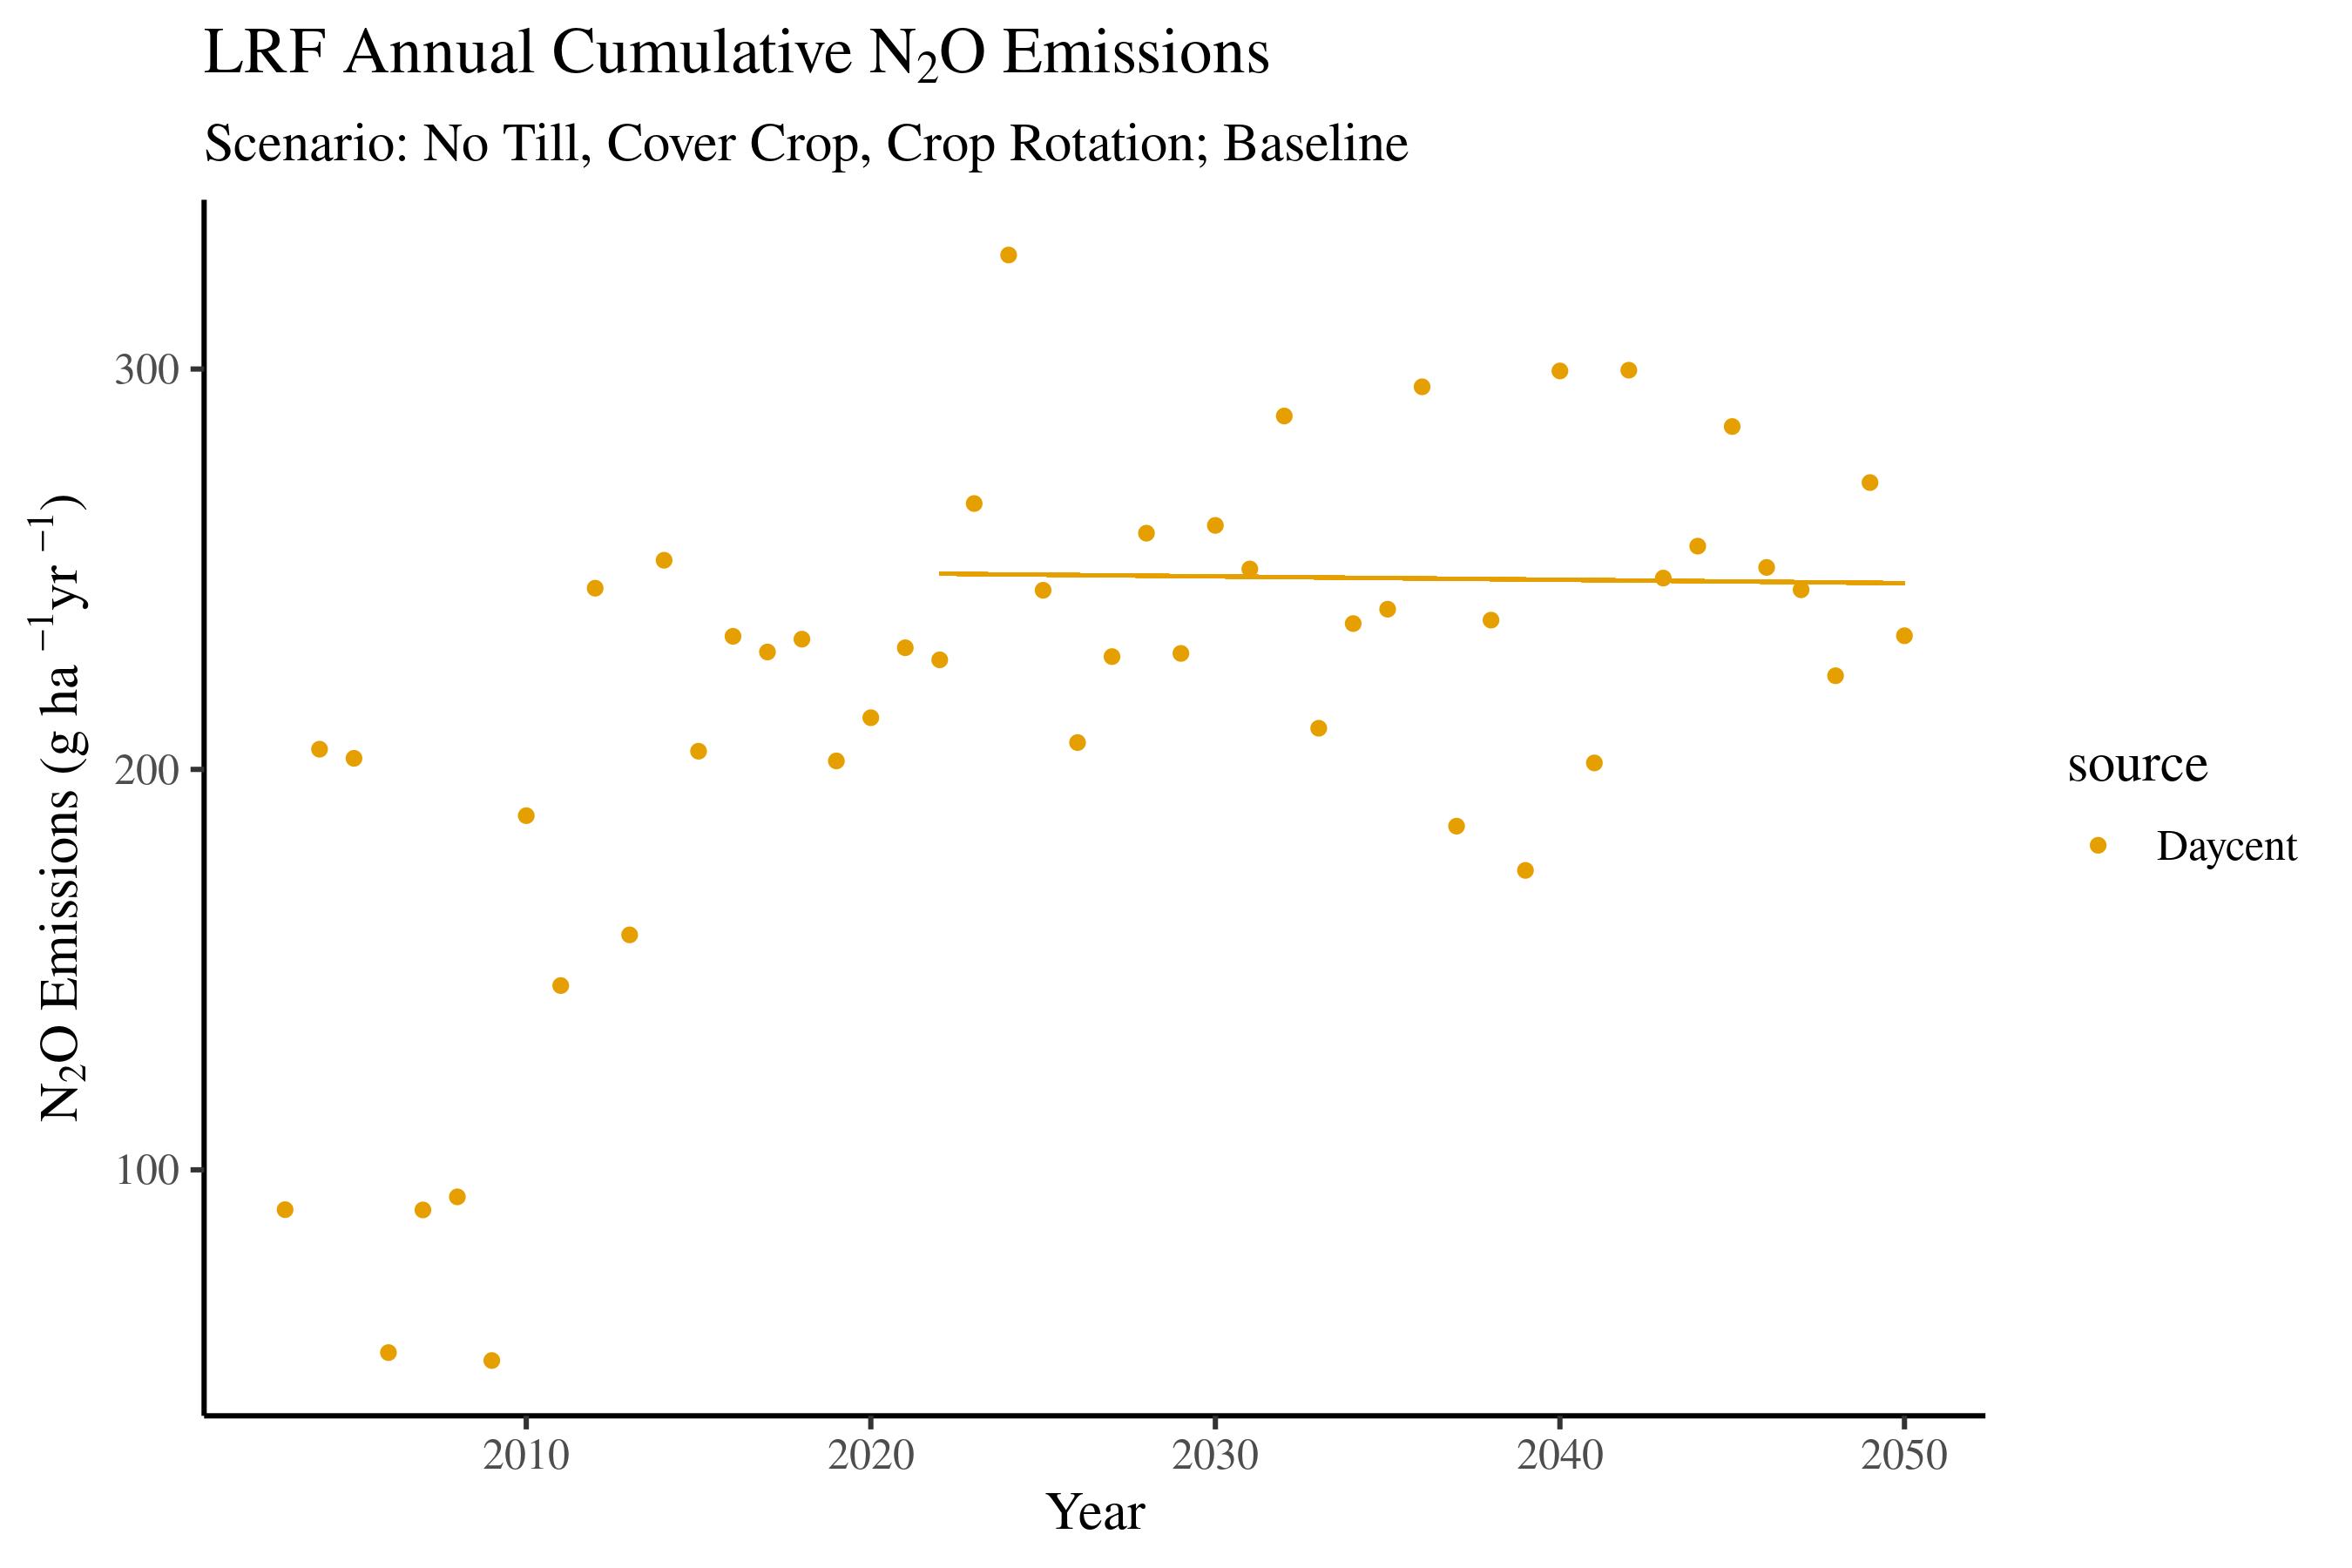 LRF Annual Cumulative N₂O Emissions
Scenario: No Till, Cover Crop, Crop Rotation; Baseline
N₂O Emissions (g ha⁻¹yr⁻¹)
300
200
100
2010 2020 2030 2040 2050
Year
source
Daycent